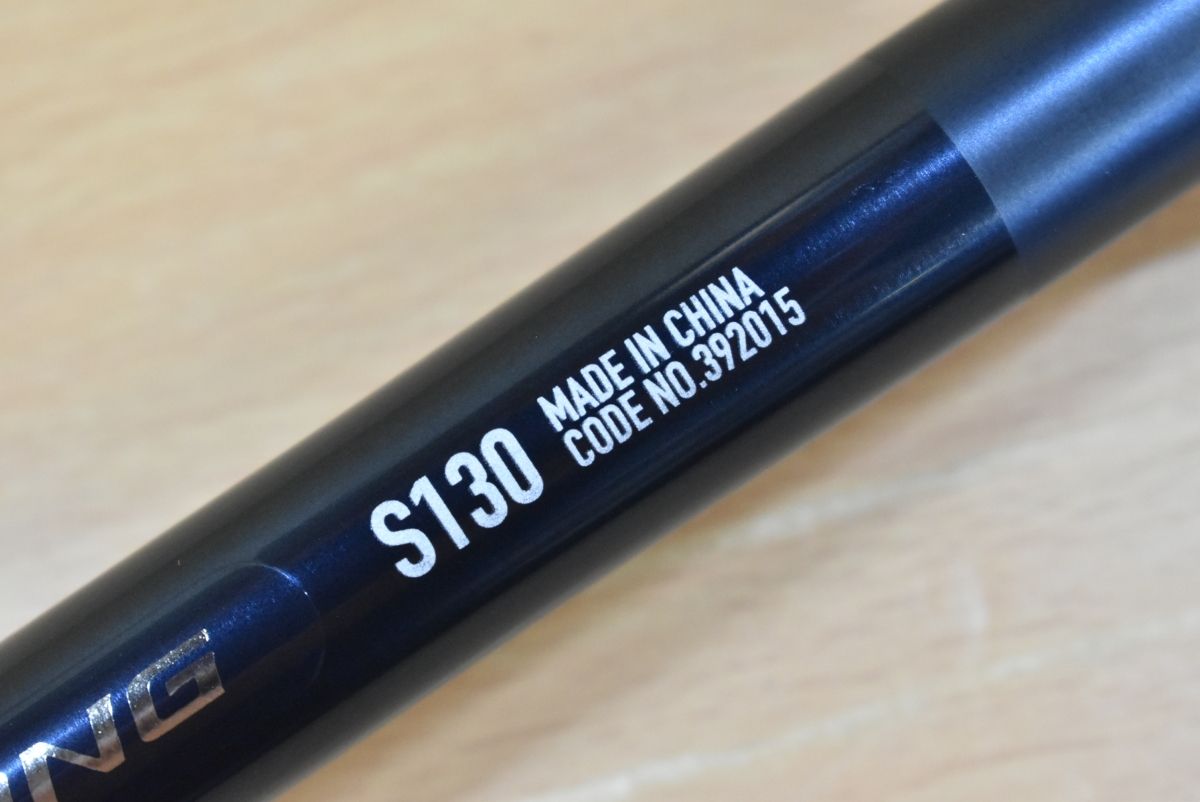 S130
MADE IN CHINA
CODE NO.392015